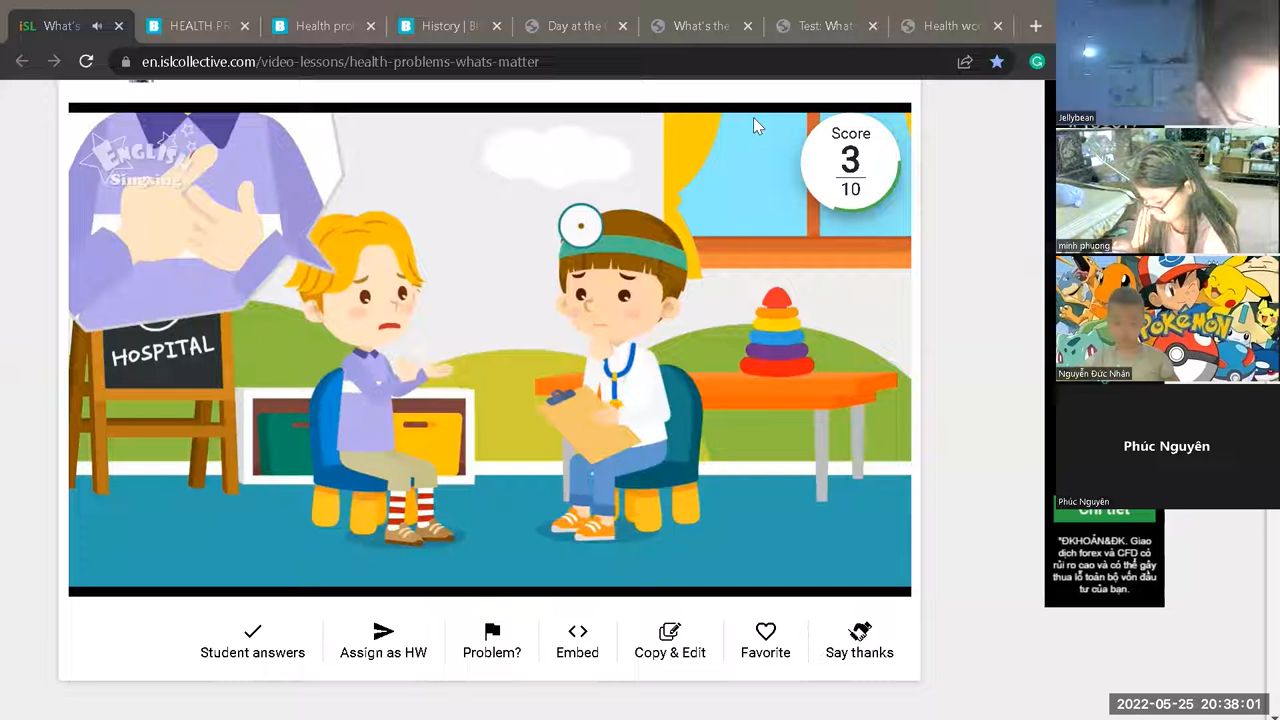 iSL What's
HEALTH PR
Health prol
History | Bl
Day at the
What's the
Test: What
Health wo
en.islcollective.com/video-lessons/health-problems-whats-matter
ENGLISH
Singsing
Score
3
10
HOSPITAL
Student answers
Assign as HW
Problem?
Embed
Copy & Edit
Favorite
Say thanks
Jellybean
minh phuong
POKéMON
Nguyễn Đức Nhân
Phúc Nguyên
Phúc Nguyên
Chi tiết
*ĐKHOẢN&ĐK. Giao
dịch forex và CFD có
rủi ro cao và có thể gây
thua lỗ toàn bộ vốn đầu
tư của bạn.
2022-05-25 20:38:01